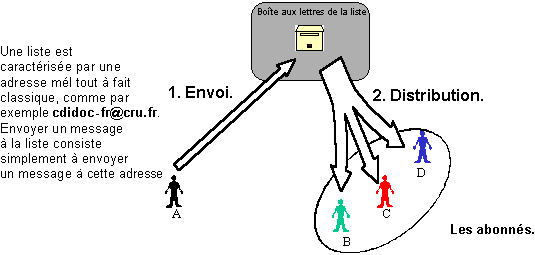 Boîte aux lettres de la liste
Une liste est
caractérisée par une
adresse mél tout à fait
classique, comme par
exemple cdidoc-fr@cru.fr.
Envoyer un message
à la liste consiste
simplement à envoyer
un message à cette adresse
1. Envoi.
2. Distribution.
A
B
C
D
Les abonnés.